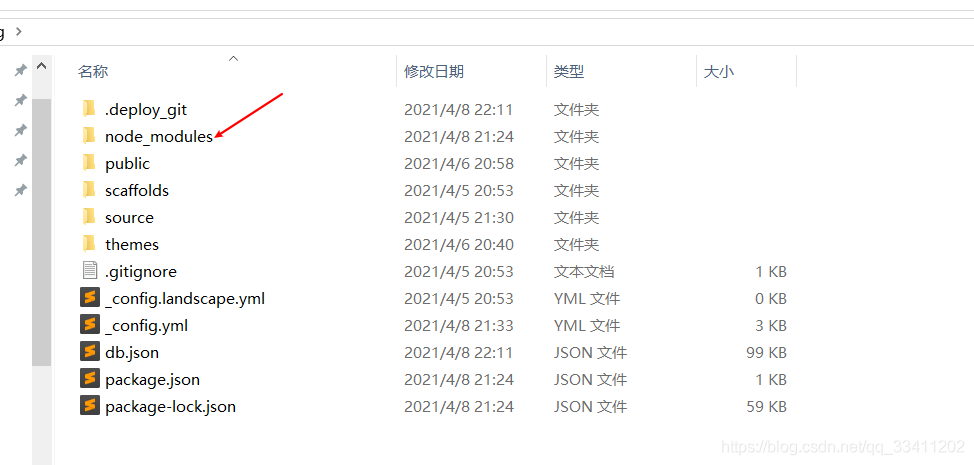 g
名称 修改日期 类型 大小
.deploy_git 2021/4/8 22:11 文件夹
node_modules 2021/4/8 21:24 文件夹
public 2021/4/6 20:58 文件夹
scaffolds 2021/4/5 20:53 文件夹
source 2021/4/5 21:30 文件夹
themes 2021/4/6 20:40 文件夹
.gitignore 2021/4/5 20:53 文本文档 1 KB
_config.landscape.yml 2021/4/5 20:53 YML 文件 0 KB
_config.yml 2021/4/8 21:33 YML 文件 3 KB
db.json 2021/4/8 22:11 JSON 文件 99 KB
package.json 2021/4/8 21:24 JSON 文件 1 KB
package-lock.json 2021/4/8 21:24 JSON 文件 59 KB
https://blog.csdn.net/qq_33411202